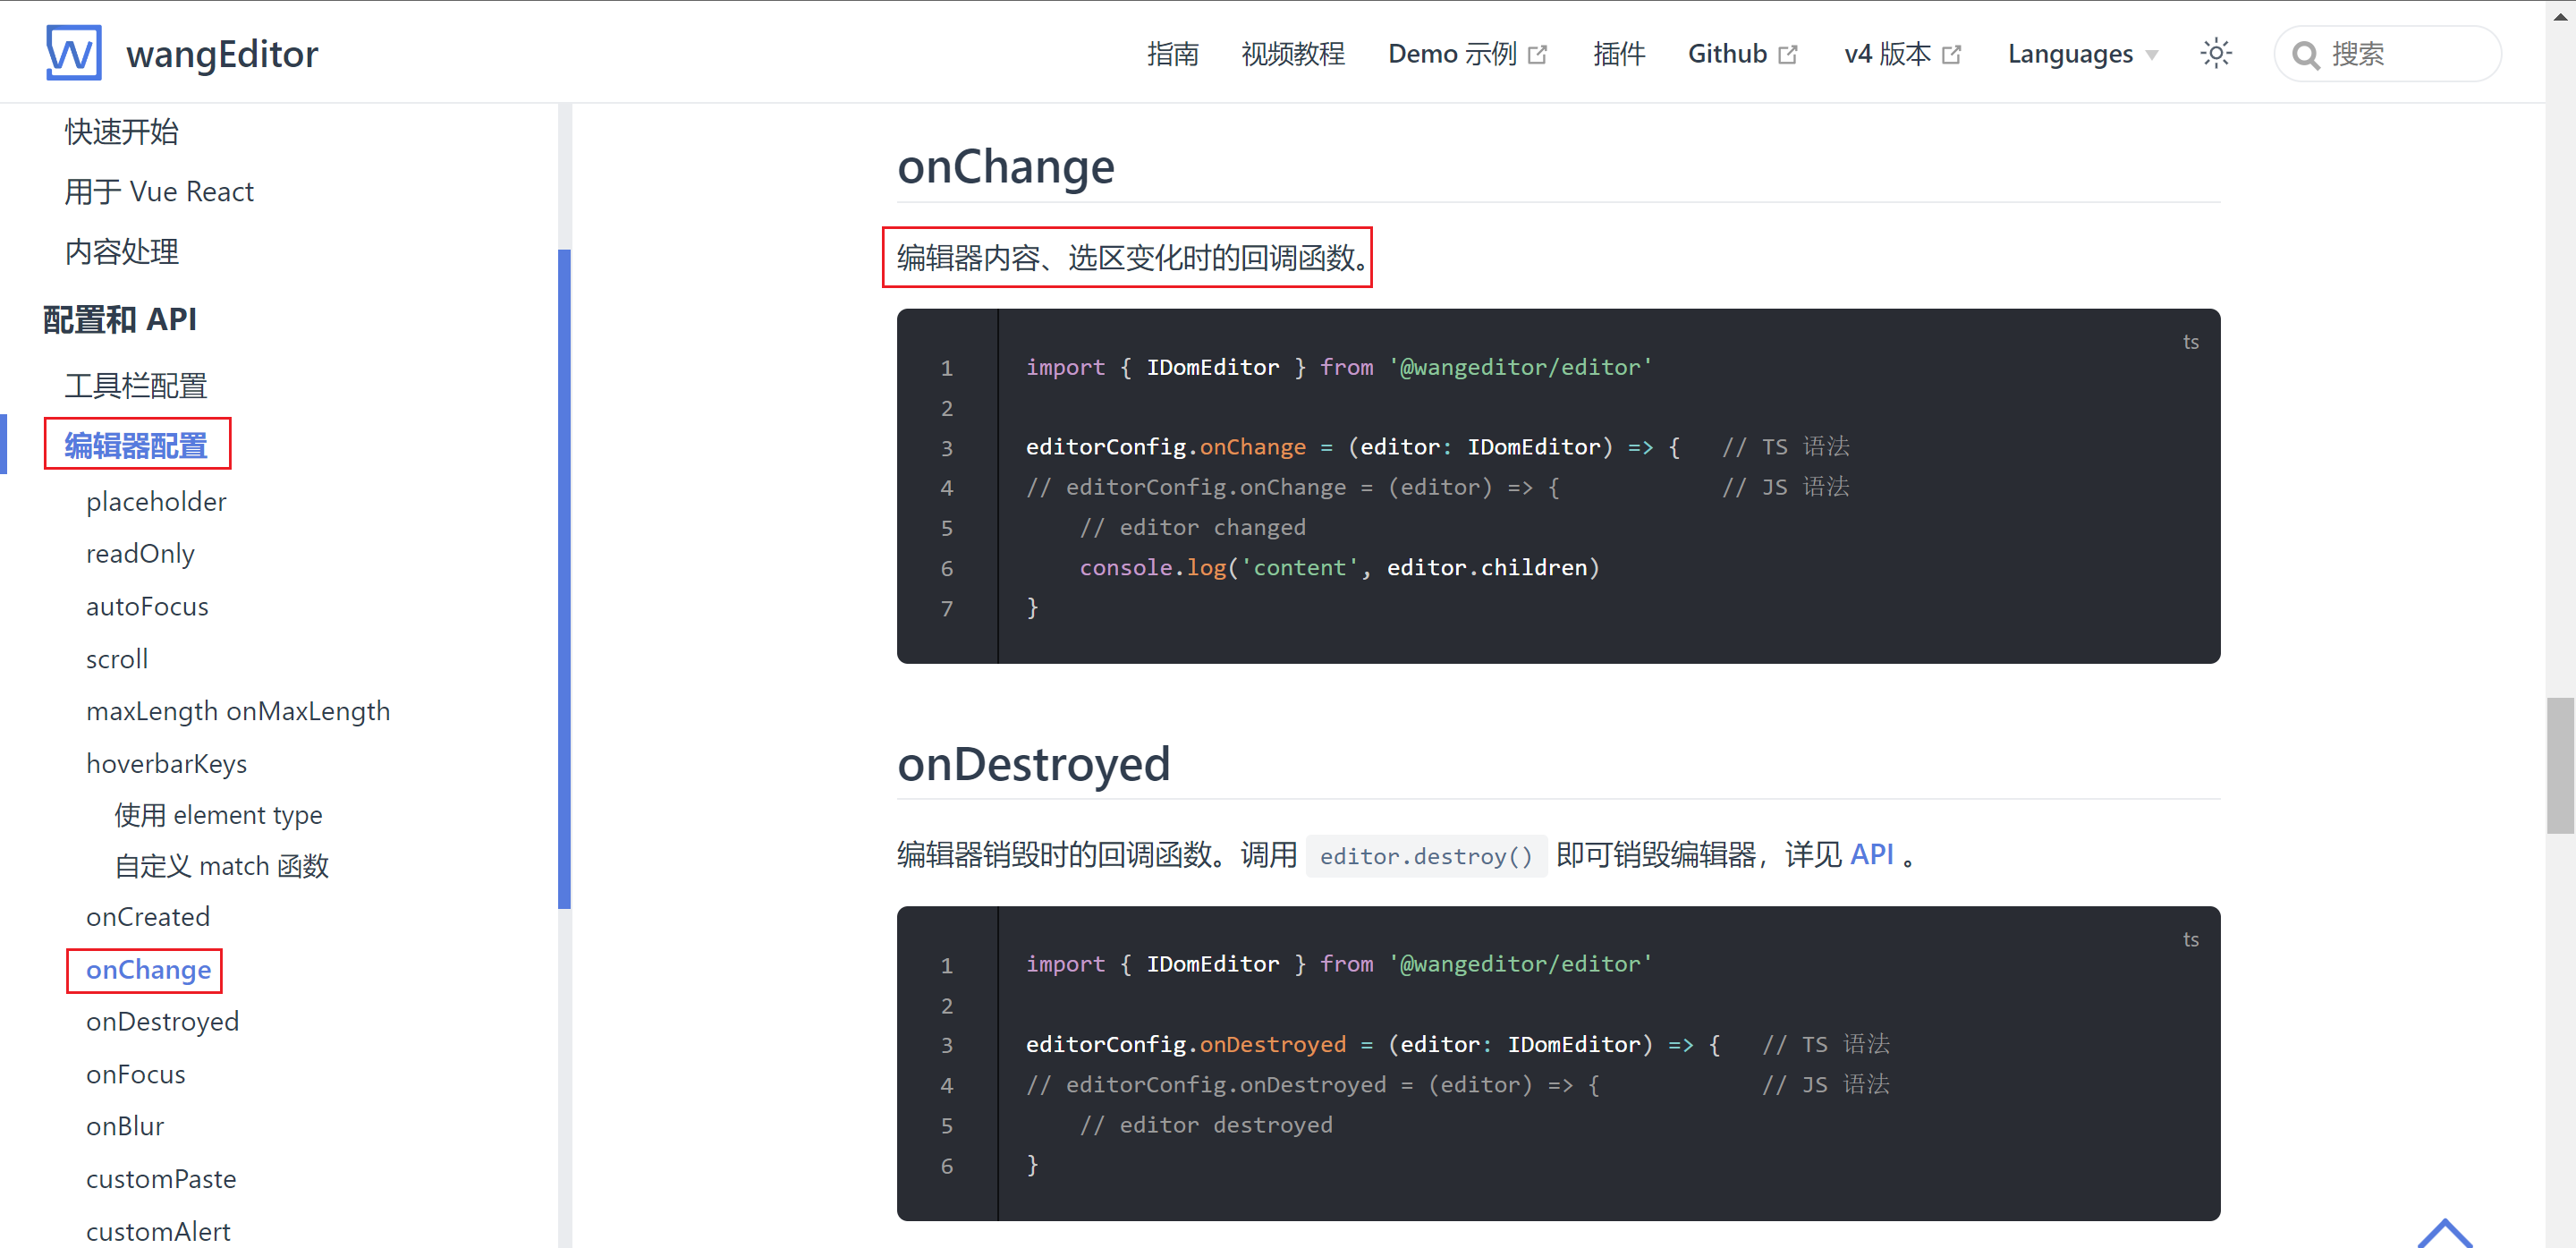 wangEditor
指南 视频教程 Demo 示例 插件 Github v4 版本 Languages 搜索
快速开始
用于 Vue React
内容处理
配置和 API
工具栏配置
编辑器配置
placeholder
readOnly
autoFocus
scroll
maxLength onMaxLength
hoverbarKeys
使用 element type
自定义 match 函数
onCreated
onChange
onDestroyed
onFocus
onBlur
customPaste
customAlert
onChange
编辑器内容、选区变化时的回调函数。
ts
1 import { IDomEditor } from '@wangeditor/editor'
2
3 editorConfig.onChange = (editor: IDomEditor) => {   // TS 语法
4 // editorConfig.onChange = (editor) => {            // JS 语法
5     // editor changed
6     console.log('content', editor.children)
7 }
onDestroyed
编辑器销毁时的回调函数。调用 editor.destroy() 即可销毁编辑器，详见 API 。
ts
1 import { IDomEditor } from '@wangeditor/editor'
2
3 editorConfig.onDestroyed = (editor: IDomEditor) => {   // TS 语法
4 // editorConfig.onDestroyed = (editor) => {            // JS 语法
5     // editor destroyed
6 }